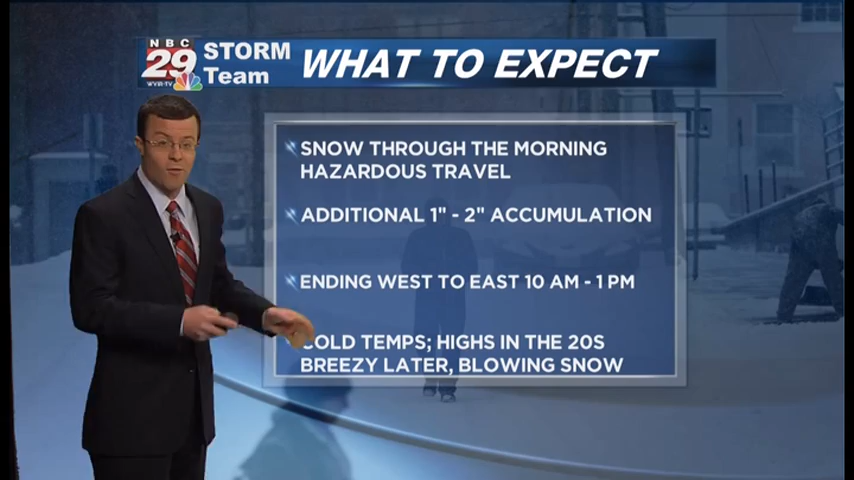 NBC
29
WVIR-TV
STORM
Team
WHAT TO EXPECT
SNOW THROUGH THE MORNING
HAZARDOUS TRAVEL
ADDITIONAL 1" - 2" ACCUMULATION
ENDING WEST TO EAST 10 AM - 1 PM
COLD TEMPS; HIGHS IN THE 20S
BREEZY LATER, BLOWING SNOW